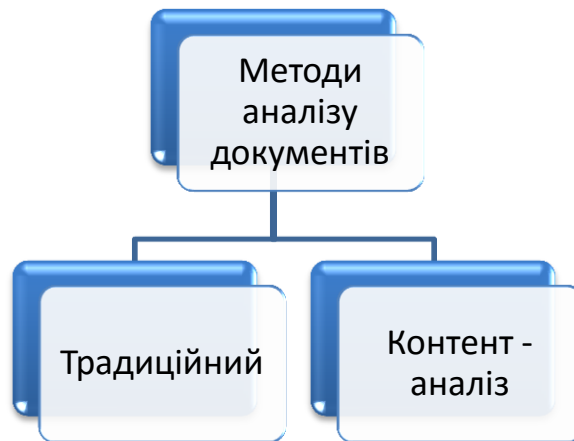 Методи
аналізу
документів
Традиційний
Контент -
аналіз